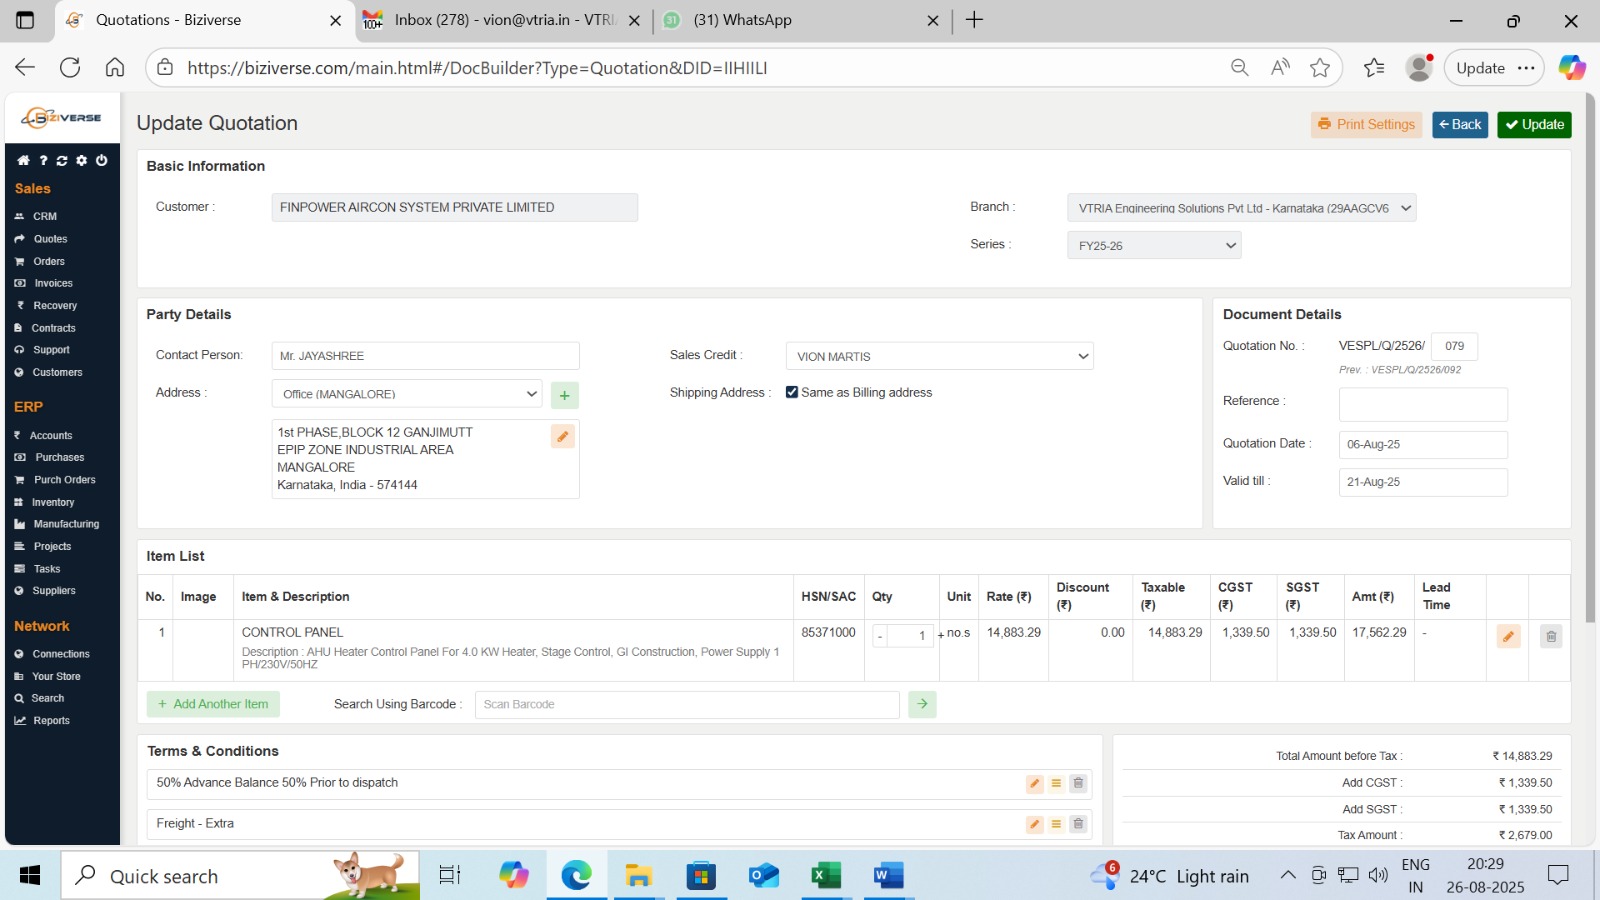 Quotations - Biziverse
Inbox (278) - vion@vtria.in - VTRI
(31) WhatsApp
https://biziverse.com/main.html#/DocBuilder?Type=Quotation&DID=IIHIILI
Update
BIZIVERSE
Update Quotation
Print Settings
Back
Update
Sales
CRM
Quotes
Orders
Invoices
Recovery
Contracts
Support
Customers
ERP
Accounts
Purchases
Purch Orders
Inventory
Manufacturing
Projects
Tasks
Suppliers
Network
Connections
Your Store
Search
Reports
Basic Information
Customer :
FINPOWER AIRCON SYSTEM PRIVATE LIMITED
Branch :
VTRIA Engineering Solutions Pvt Ltd - Karnataka (29AAGCV6
Series :
FY25-26
Party Details
Contact Person:
Mr. JAYASHREE
Sales Credit :
VION MARTIS
Address :
Office (MANGALORE)
+
Shipping Address :
Same as Billing address
1st PHASE,BLOCK 12 GANJIMUTT
EPIP ZONE INDUSTRIAL AREA
MANGALORE
Karnataka, India - 574144
Document Details
Quotation No. :
VESPL/Q/2526/
079
Prev. : VESPL/Q/2526/092
Reference :
Quotation Date :
06-Aug-25
Valid till :
21-Aug-25
Item List
No. Image Item & Description HSN/SAC Qty Unit Rate (₹) Discount (₹) Taxable (₹) CGST (₹) SGST (₹) Amt (₹) Lead Time
1 CONTROL PANEL 85371000 - 1 + no.s 14,883.29 0.00 14,883.29 1,339.50 1,339.50 17,562.29 -
Description : AHU Heater Control Panel For 4.0 KW Heater, Stage Control, GI Construction, Power Supply 1
PH/230V/50HZ
+ Add Another Item
Search Using Barcode :
Scan Barcode
Terms & Conditions
50% Advance Balance 50% Prior to dispatch
Freight - Extra
Total Amount before Tax : ₹ 14,883.29
Add CGST : ₹ 1,339.50
Add SGST : ₹ 1,339.50
Tax Amount : ₹ 2,679.00
Quick search
6
24°C Light rain
ENG
IN
20:29
26-08-2025